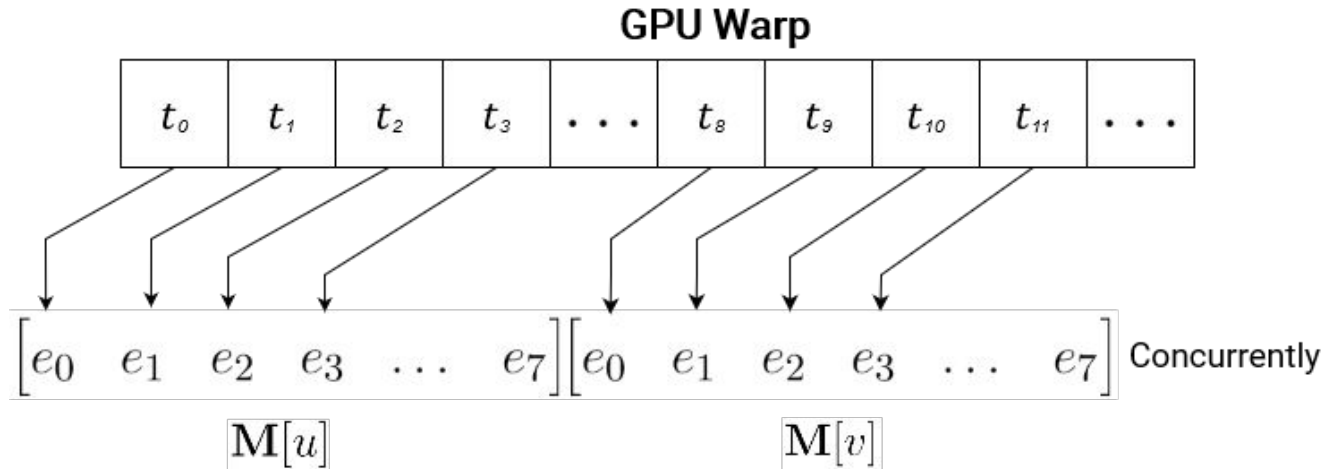 GPU Warp
t₀ t₁ t₂ t₃ ... t₈ t₉ t₁₀ t₁₁ ...
[e₀ e₁ e₂ e₃ ... e₇][e₀ e₁ e₂ e₃ ... e₇] Concurrently
M[u] M[v]